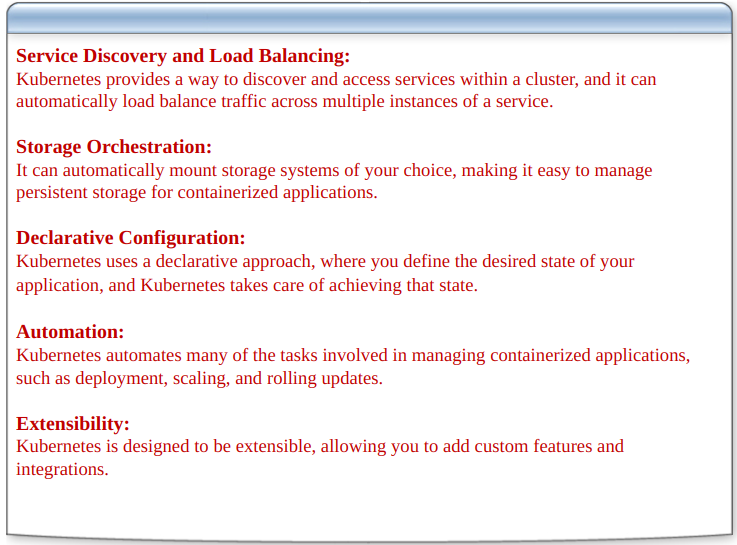 Service Discovery and Load Balancing:
Kubernetes provides a way to discover and access services within a cluster, and it can
automatically load balance traffic across multiple instances of a service.
Storage Orchestration:
It can automatically mount storage systems of your choice, making it easy to manage
persistent storage for containerized applications.
Declarative Configuration:
Kubernetes uses a declarative approach, where you define the desired state of your
application, and Kubernetes takes care of achieving that state.
Automation:
Kubernetes automates many of the tasks involved in managing containerized applications,
such as deployment, scaling, and rolling updates.
Extensibility:
Kubernetes is designed to be extensible, allowing you to add custom features and
integrations.